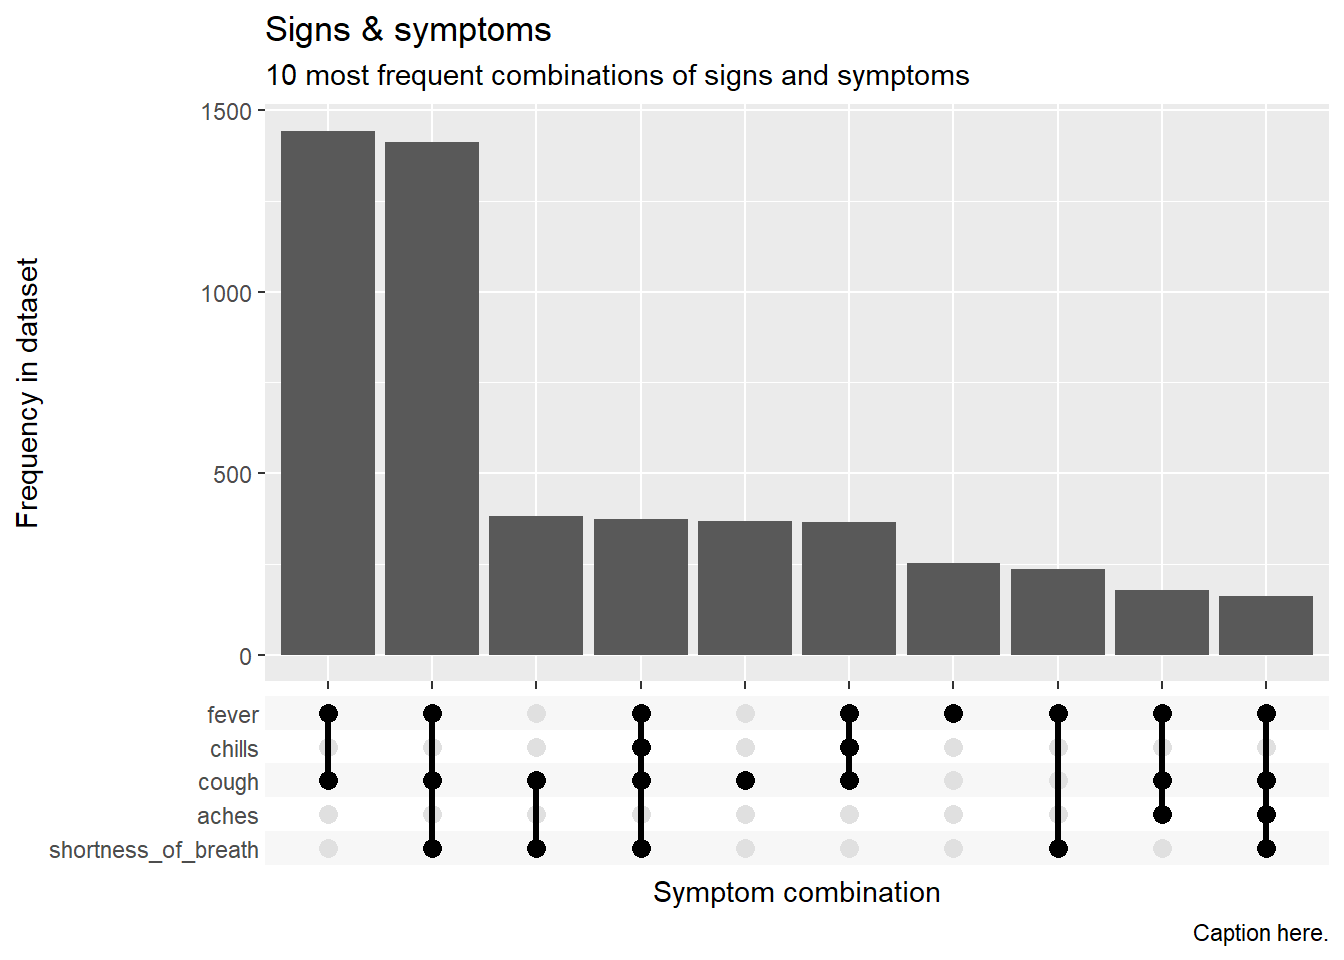 Signs & symptoms
10 most frequent combinations of signs and symptoms
Frequency in dataset
1500
1000
500
0
fever
chills
cough
aches
shortness_of_breath
Symptom combination
Caption here.